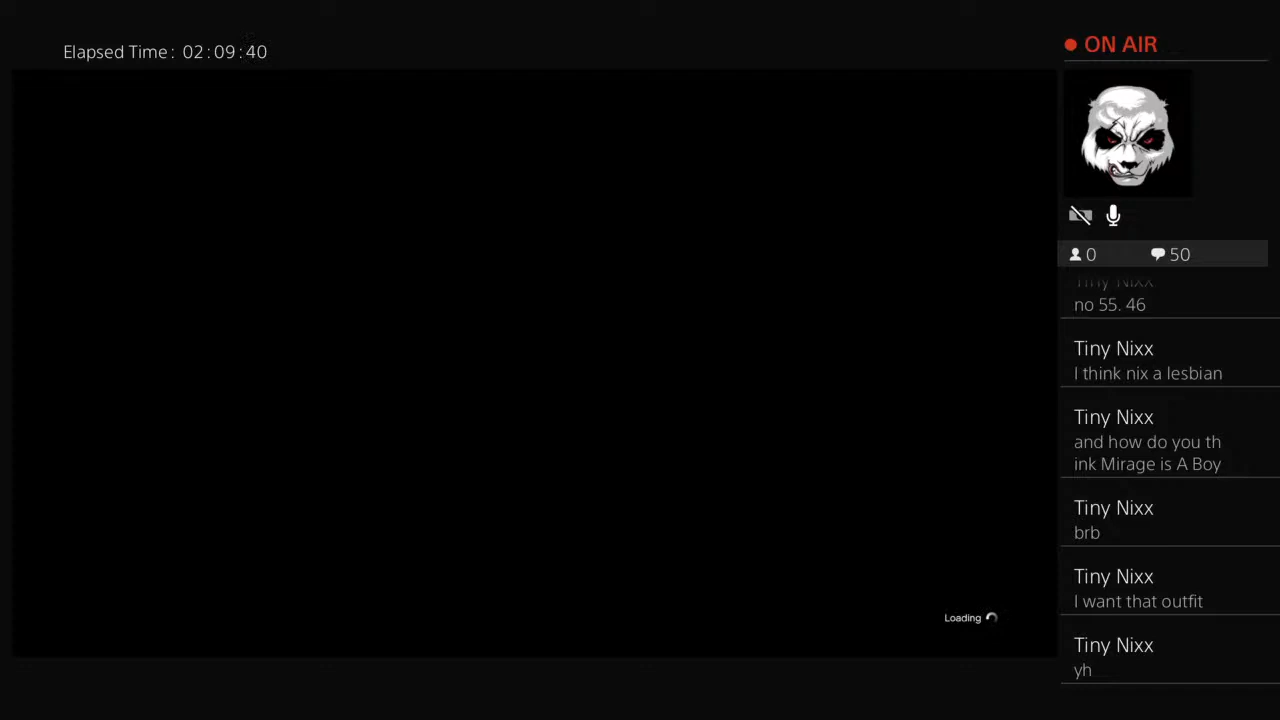 Elapsed Time: 02:09:40
ON AIR
0
50
Tiny Nixx
no 55. 46
Tiny Nixx
I think nix a lesbian
Tiny Nixx
and how do you th
ink Mirage is A Boy
Tiny Nixx
brb
Tiny Nixx
I want that outfit
Loading
Tiny Nixx
yh